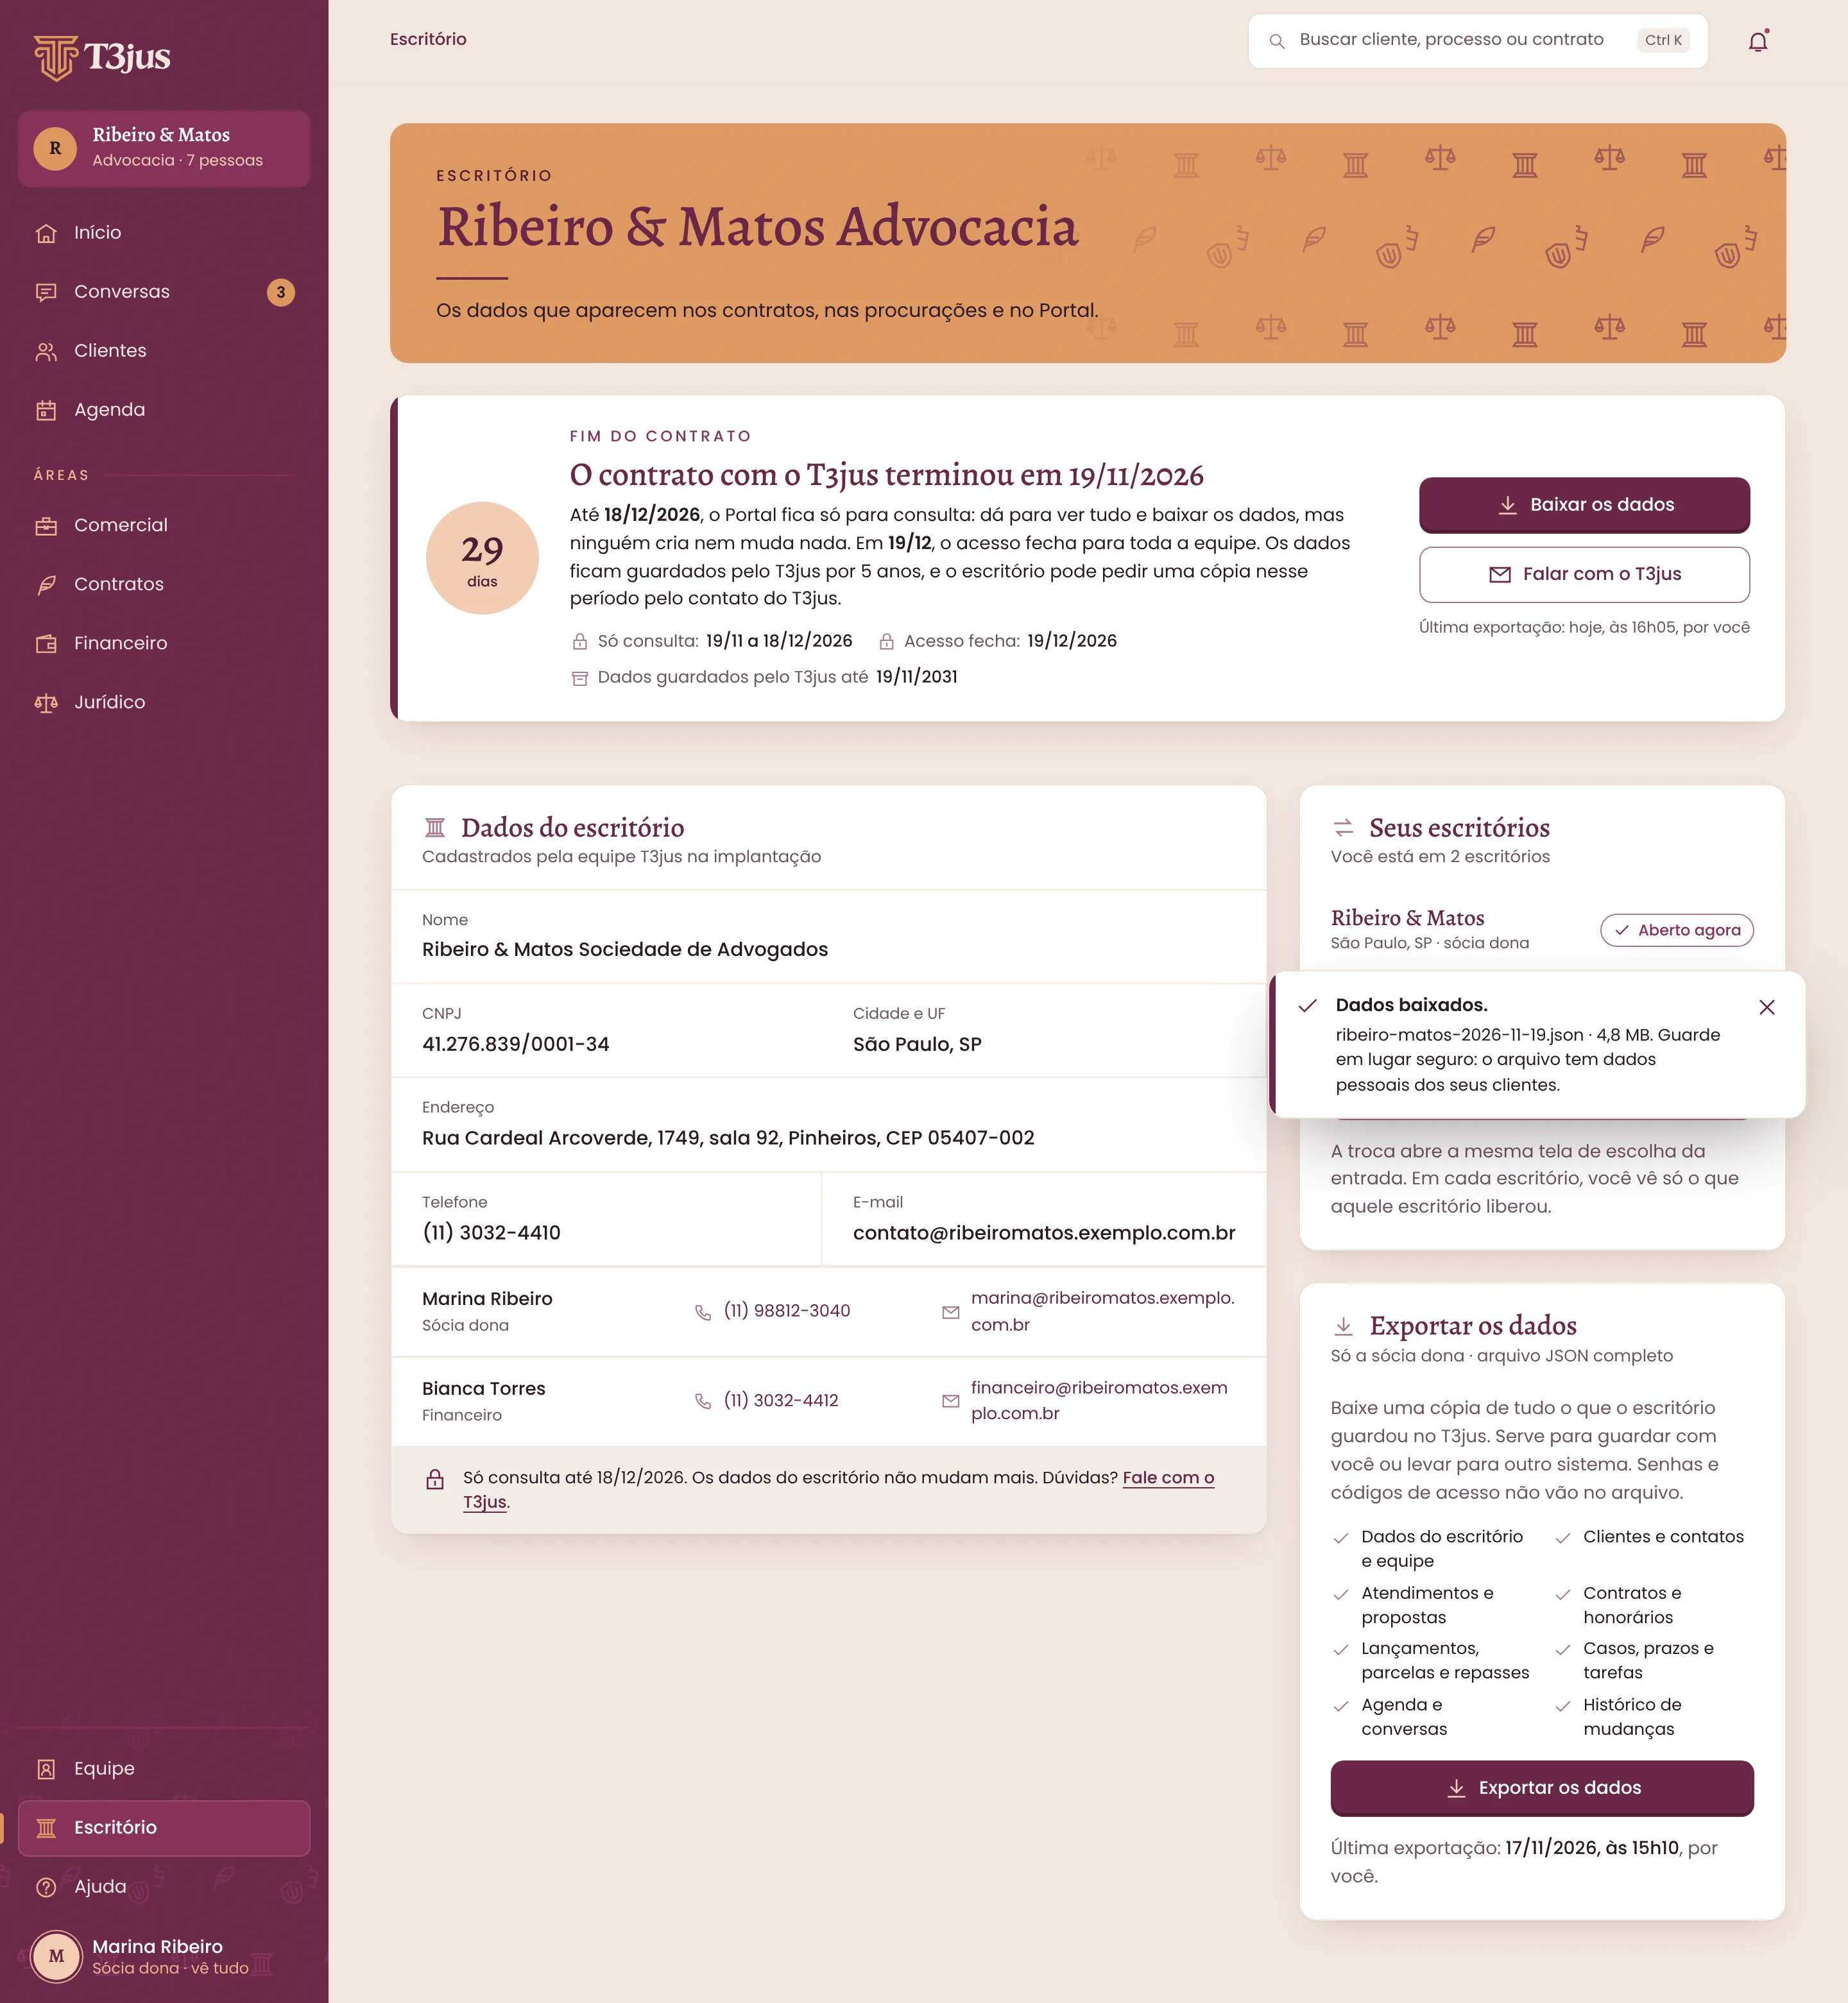 T3jus
R
Ribeiro & Matos
Advocacia · 7 pessoas
Início
Conversas
3
Clientes
Agenda
ÁREAS
Comercial
Contratos
Financeiro
Jurídico
Equipe
Escritório
Ajuda
M
Marina Ribeiro
Sócia dona · vê tudo
Escritório
Buscar cliente, processo ou contrato
Ctrl K
ESCRITÓRIO
Ribeiro & Matos Advocacia
Os dados que aparecem nos contratos, nas procurações e no Portal.
29
dias
FIM DO CONTRATO
O contrato com o T3jus terminou em 19/11/2026
Até 18/12/2026, o Portal fica só para consulta: dá para ver tudo e baixar os dados, mas
ninguém cria nem muda nada. Em 19/12, o acesso fecha para toda a equipe. Os dados
ficam guardados pelo T3jus por 5 anos, e o escritório pode pedir uma cópia nesse
período pelo contato do T3jus.
Só consulta: 19/11 a 18/12/2026
Acesso fecha: 19/12/2026
Dados guardados pelo T3jus até 19/11/2031
Baixar os dados
Falar com o T3jus
Última exportação: hoje, às 16h05, por você
Dados do escritório
Cadastrados pela equipe T3jus na implantação
Nome
Ribeiro & Matos Sociedade de Advogados
CNPJ
41.276.839/0001-34
Cidade e UF
São Paulo, SP
Endereço
Rua Cardeal Arcoverde, 1749, sala 92, Pinheiros, CEP 05407-002
Telefone
(11) 3032-4410
E-mail
contato@ribeiromatos.exemplo.com.br
Marina Ribeiro
Sócia dona
(11) 98812-3040
marina@ribeiromatos.exemplo.
com.br
Bianca Torres
Financeiro
(11) 3032-4412
financeiro@ribeiromatos.exem
plo.com.br
Só consulta até 18/12/2026. Os dados do escritório não mudam mais. Dúvidas? Fale com o
T3jus.
Seus escritórios
Você está em 2 escritórios
Ribeiro & Matos
São Paulo, SP · sócia dona
Aberto agora
Dados baixados.
ribeiro-matos-2026-11-19.json · 4,8 MB. Guarde
em lugar seguro: o arquivo tem dados
pessoais dos seus clientes.
A troca abre a mesma tela de escolha da
entrada. Em cada escritório, você vê só o que
aquele escritório liberou.
Exportar os dados
Só a sócia dona · arquivo JSON completo
Baixe uma cópia de tudo o que o escritório
guardou no T3jus. Serve para guardar com
você ou levar para outro sistema. Senhas e
códigos de acesso não vão no arquivo.
Dados do escritório
e equipe
Clientes e contatos
Atendimentos e
propostas
Contratos e
honorários
Lançamentos,
parcelas e repasses
Casos, prazos e
tarefas
Agenda e
conversas
Histórico de
mudanças
Exportar os dados
Última exportação: 17/11/2026, às 15h10, por
você.